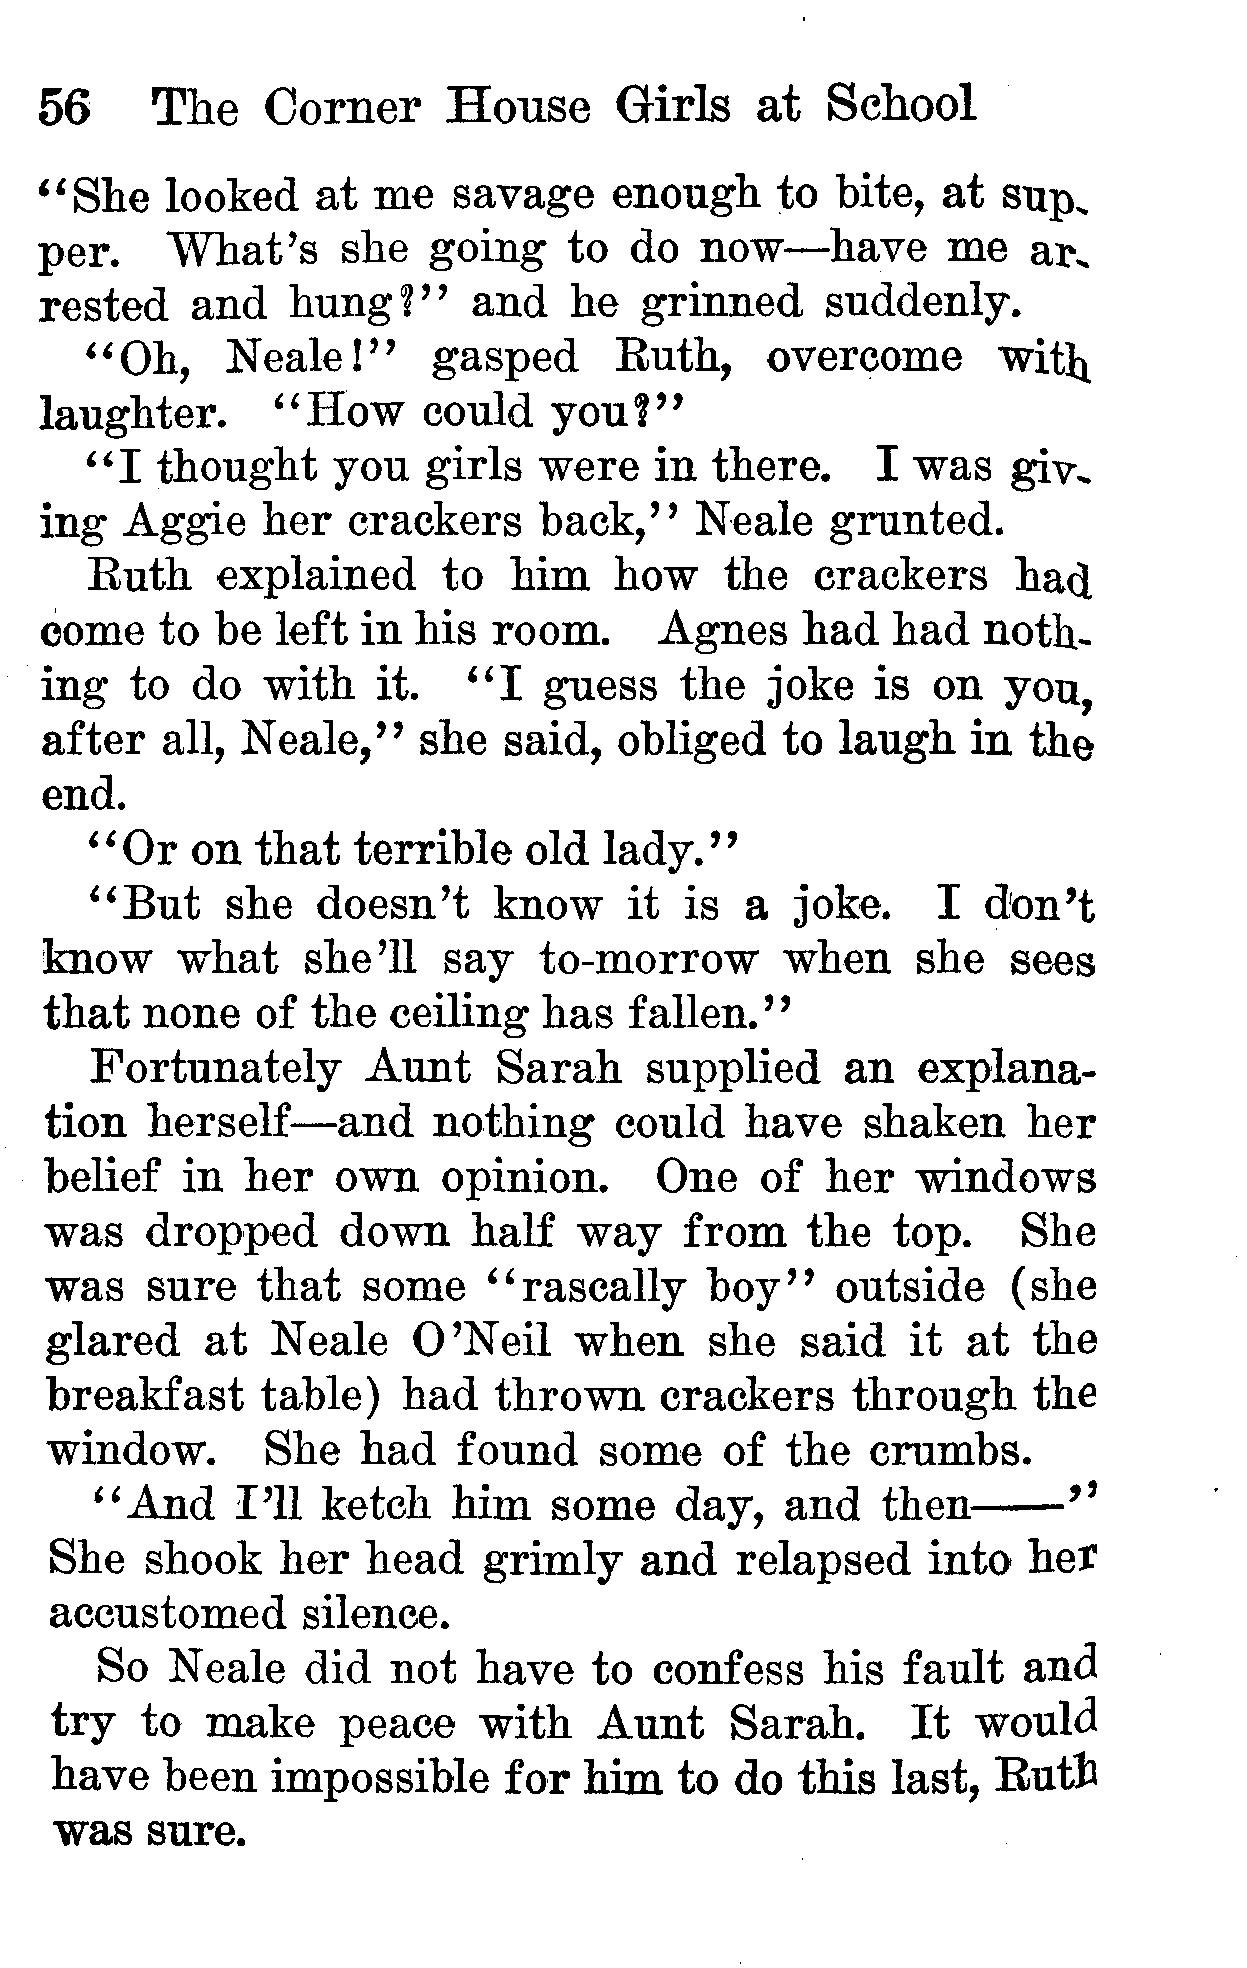 56 The Corner House Girls at School
"She looked at me savage enough to bite, at sup-
per. What's she going to do now—have me ar-
rested and hung?" and he grinned suddenly.
"Oh, Neale!" gasped Ruth, overcome with
laughter. "How could you?"
"I thought you girls were in there. I was giv-
ing Aggie her crackers back," Neale grunted.
Ruth explained to him how the crackers had
come to be left in his room. Agnes had had noth-
ing to do with it. "I guess the joke is on you,
after all, Neale," she said, obliged to laugh in the
end.
"Or on that terrible old lady."
"But she doesn't know it is a joke. I don't
know what she'll say to-morrow when she sees
that none of the ceiling has fallen."
Fortunately Aunt Sarah supplied an explana-
tion herself—and nothing could have shaken her
belief in her own opinion. One of her windows
was dropped down half way from the top. She
was sure that some "rascally boy" outside (she
glared at Neale O'Neil when she said it at the
breakfast table) had thrown crackers through the
window. She had found some of the crumbs.
"And I'll ketch him some day, and then——"
She shook her head grimly and relapsed into her
accustomed silence.
So Neale did not have to confess his fault and
try to make peace with Aunt Sarah. It would
have been impossible for him to do this last, Ruth
was sure.